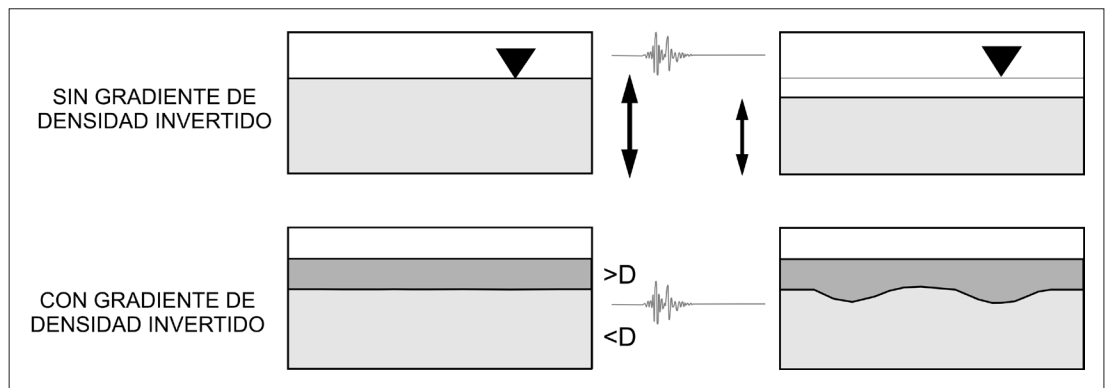 SIN GRADIENTE DE
DENSIDAD INVERTIDO
CON GRADIENTE DE
DENSIDAD INVERTIDO
>D
<D